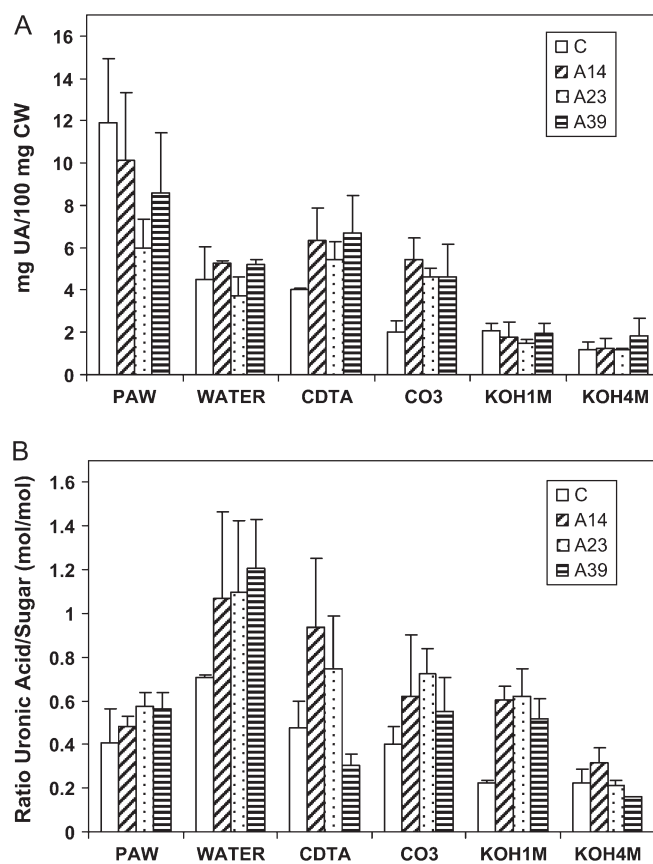 A
mg UA/100 mg CW
16
14
12
10
8
6
4
2
0
C
A14
A23
A39
PAW WATER CDTA CO3 KOH1M KOH4M
B
Ratio Uronic Acid/Sugar (mol/mol)
1.6
1.4
1.2
1
0.8
0.6
0.4
0.2
0
C
A14
A23
A39
PAW WATER CDTA CO3 KOH1M KOH4M